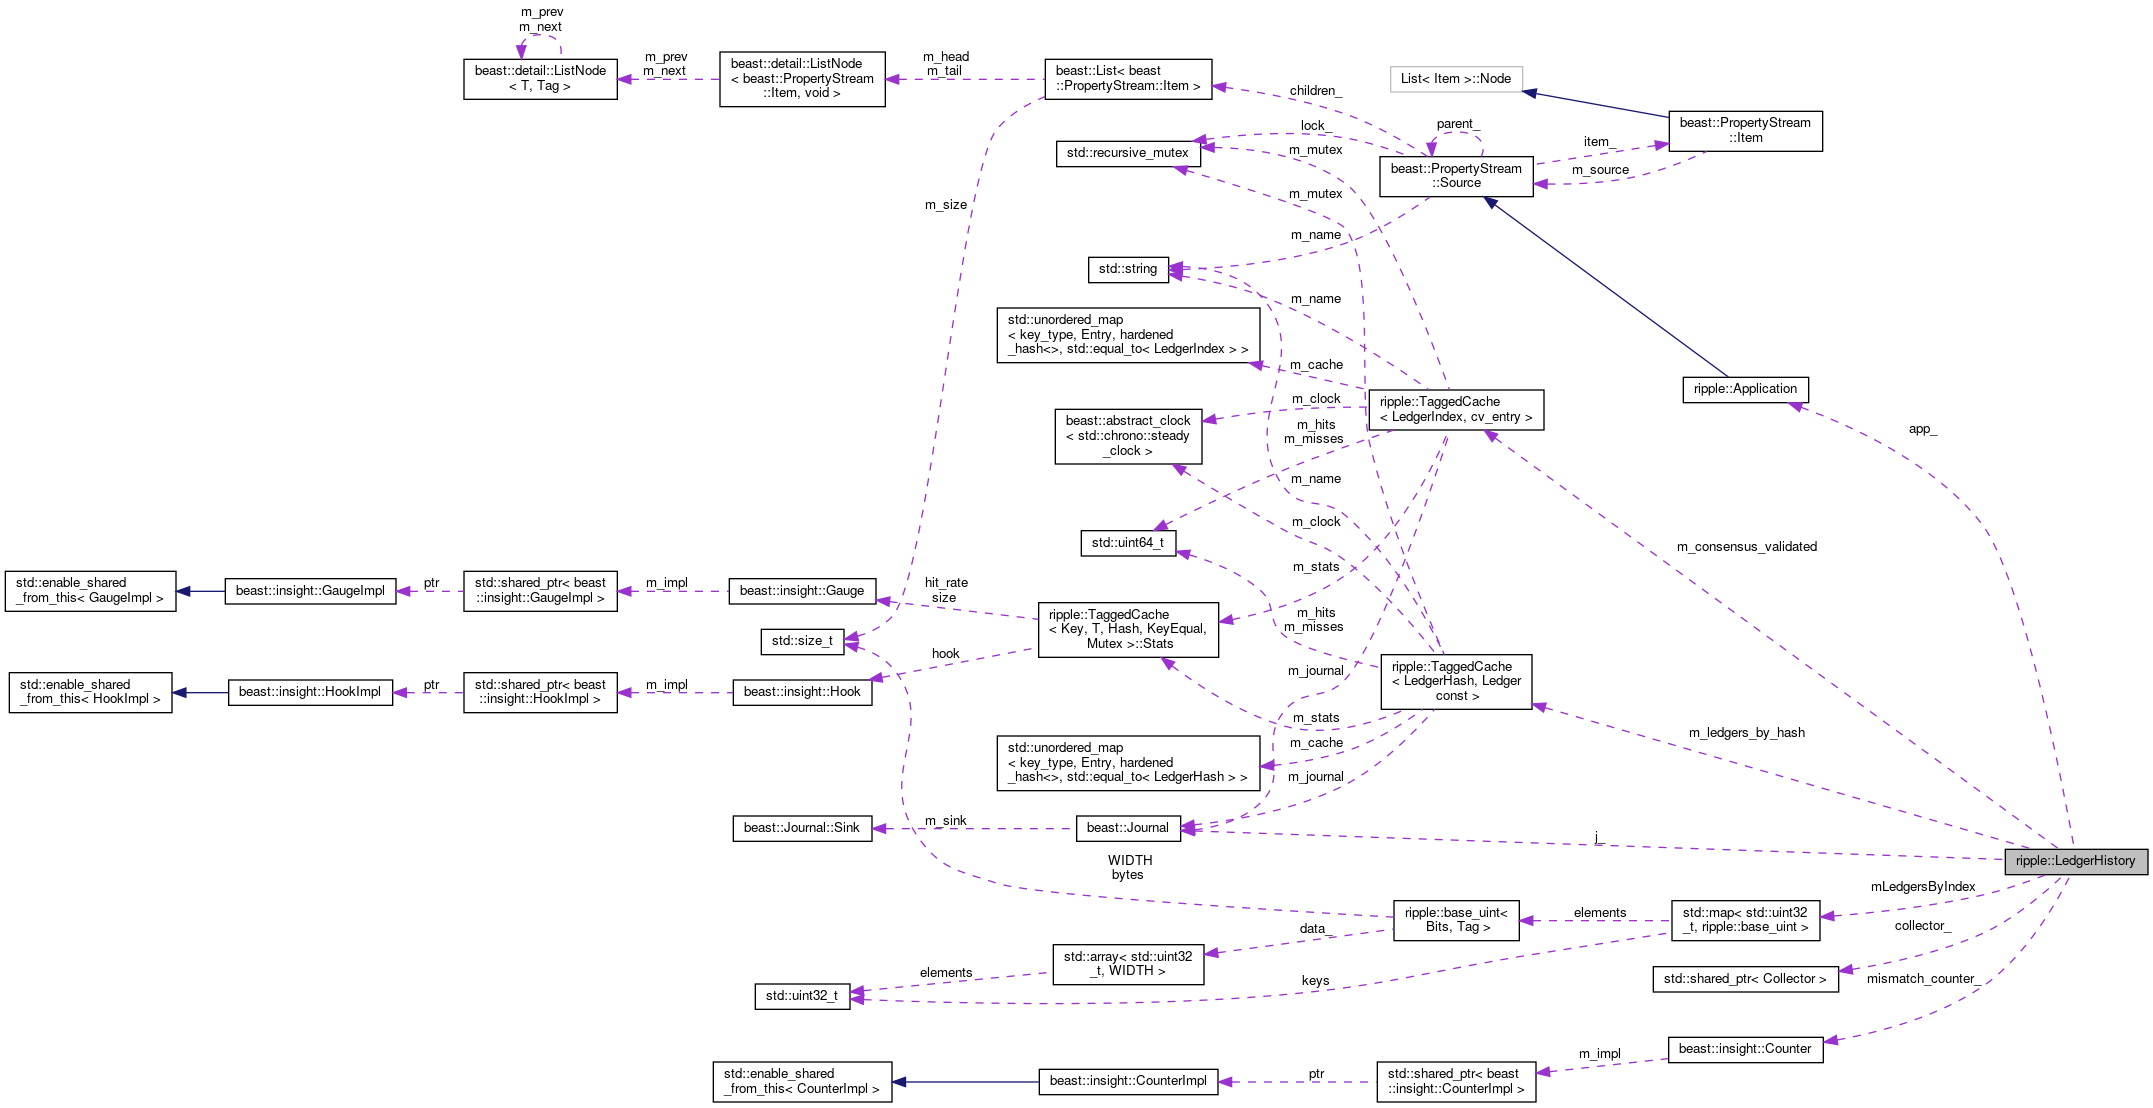 m_prev
m_next
beast::detail::ListNode
< T, Tag >
m_prev
m_next
beast::detail::ListNode
< beast::PropertyStream
::Item, void >
m_head
m_tail
beast::List< beast
::PropertyStream::Item >
children_
List< Item >::Node
beast::PropertyStream
::Item
lock_
parent_
item_
m_source
std::recursive_mutex
m_mutex
beast::PropertyStream
::Source
m_mutex
m_size
m_name
std::string
m_name
std::unordered_map
< key_type, Entry, hardened
_hash<>, std::equal_to< LedgerIndex > >
m_cache
ripple::TaggedCache
< LedgerIndex, cv_entry >
ripple::Application
beast::abstract_clock
< std::chrono::steady
_clock >
m_clock
m_hits
m_misses
app_
m_name
m_clock
std::uint64_t
m_consensus_validated
m_stats
std::enable_shared
_from_this< GaugeImpl >
beast::insight::GaugeImpl
ptr
std::shared_ptr< beast
::insight::GaugeImpl >
m_impl
beast::insight::Gauge
hit_rate
size
ripple::TaggedCache
< Key, T, Hash, KeyEqual,
Mutex >::Stats
m_hits
m_misses
std::size_t
hook
std::enable_shared
_from_this< HookImpl >
beast::insight::HookImpl
ptr
std::shared_ptr< beast
::insight::HookImpl >
m_impl
beast::insight::Hook
m_journal
ripple::TaggedCache
< LedgerHash, Ledger
const >
m_stats
m_ledgers_by_hash
std::unordered_map
< key_type, Entry, hardened
_hash<>, std::equal_to< LedgerHash > >
m_cache
m_journal
beast::Journal::Sink
m_sink
beast::Journal
j_
ripple::LedgerHistory
WIDTH
bytes
mLedgersByIndex
ripple::base_uint<
Bits, Tag >
elements
std::map< std::uint32
_t, ripple::base_uint >
data_
collector_
std::array< std::uint32
_t, WIDTH >
elements
keys
std::uint32_t
std::shared_ptr< Collector >
mismatch_counter_
beast::insight::Counter
m_impl
std::enable_shared
_from_this< CounterImpl >
beast::insight::CounterImpl
ptr
std::shared_ptr< beast
::insight::CounterImpl >